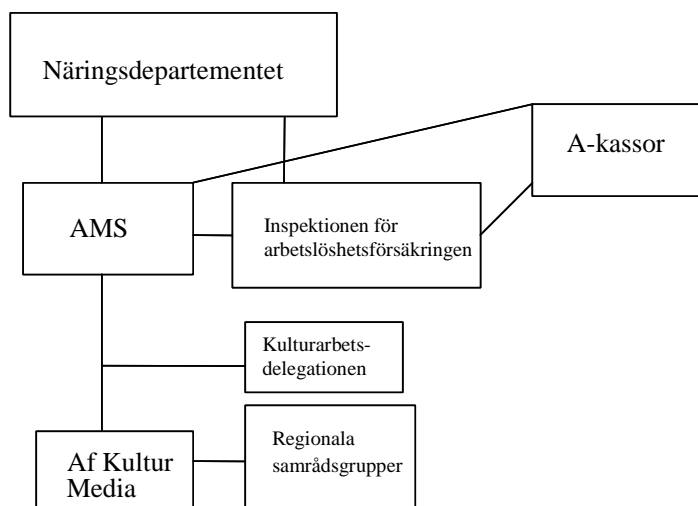 Näringsdepartementet
A-kassor
AMS
Inspektionen för
arbetslöshetsförsäkringen
Kulturarbets-
delegationen
Af Kultur
Media
Regionala
samrådsgrupper